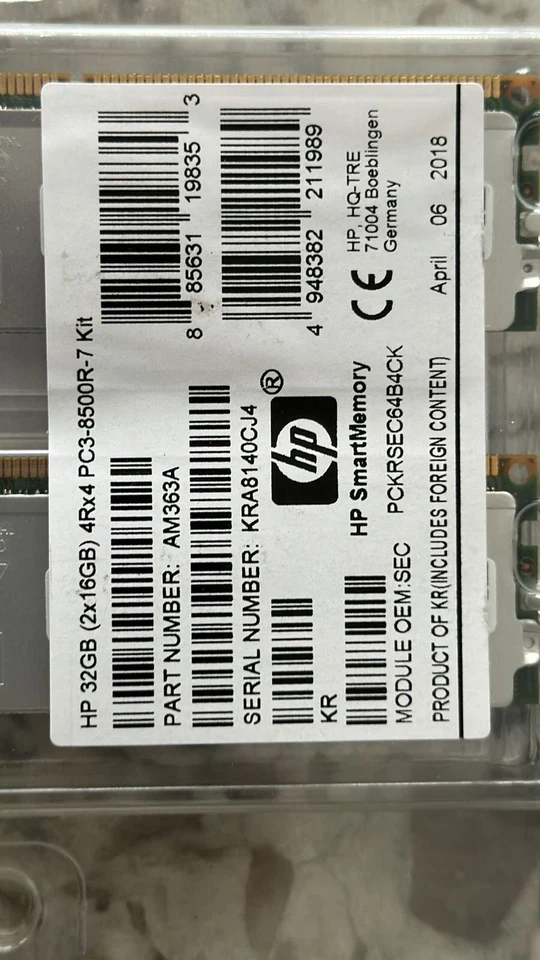 HP 32GB (2x16GB) 4Rx4 PC3-8500R-7 Kit
PART NUMBER: AM363A
SERIAL NUMBER: KRA8140CJ4
KR
hp®
HP SmartMemory
MODULE OEM:SEC PCKRSEC64B4CK
PRODUCT OF KR(INCLUDES FOREIGN CONTENT)
8 85631 19835 3
4 948382 211989
CE
HP, HQ-TRE
71004 Boeblingen
Germany
April 06 2018